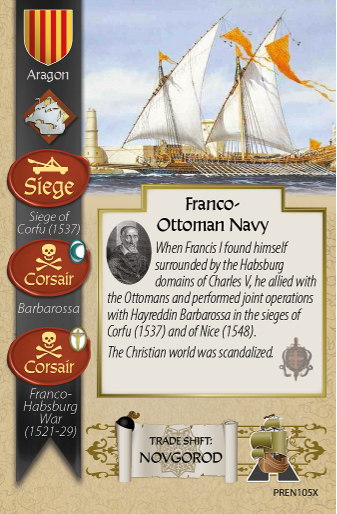 Aragon
Siege
Siege of
Corfu (1537)
Corsair
Barbarossa
Corsair
Franco-
Habsburg
War
(1521-29)
Franco-
Ottoman Navy
When Francis I found himself
surrounded by the Habsburg
domains of Charles V, he allied with
the Ottomans and performed joint operations
with Hayreddin Barbarossa in the sieges of
Corfu (1537) and of Nice (1548).
The Christian world was scandalized.
TRADE SHIFT:
NOVGOROD
PREN105X